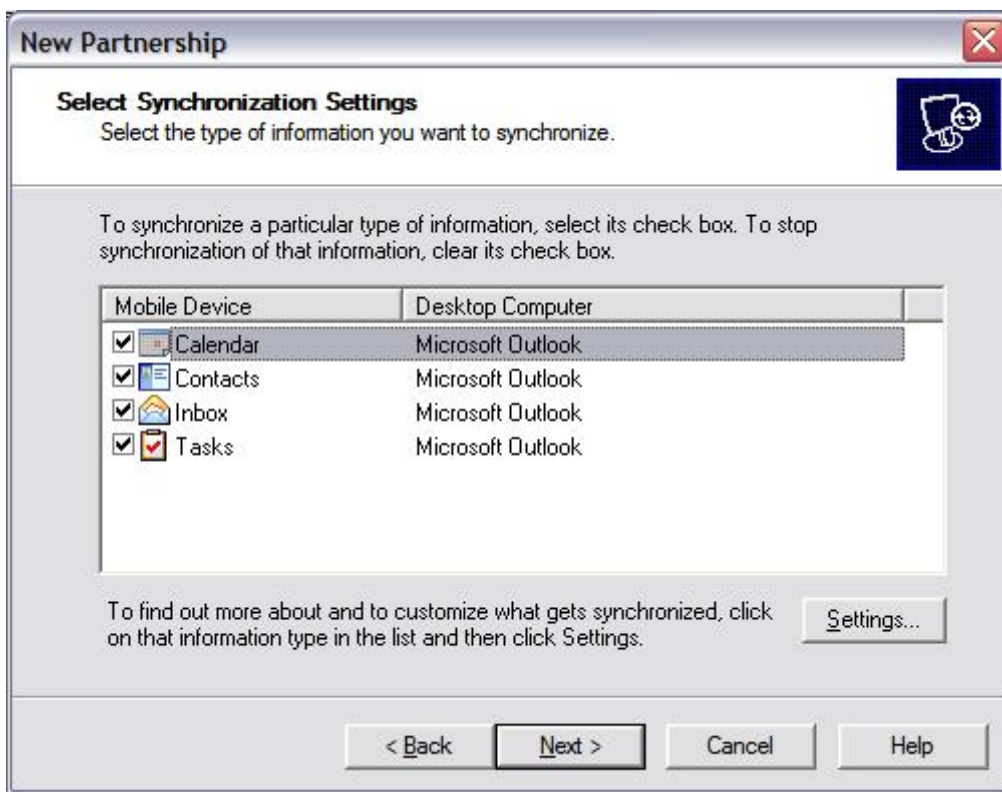 New Partnership
Select Synchronization Settings
Select the type of information you want to synchronize.
To synchronize a particular type of information, select its check box. To stop
synchronization of that information, clear its check box.
Mobile Device Desktop Computer
Calendar Microsoft Outlook
Contacts Microsoft Outlook
Inbox Microsoft Outlook
Tasks Microsoft Outlook
To find out more about and to customize what gets synchronized, click
on that information type in the list and then click Settings.
Settings...
< Back Next > Cancel Help